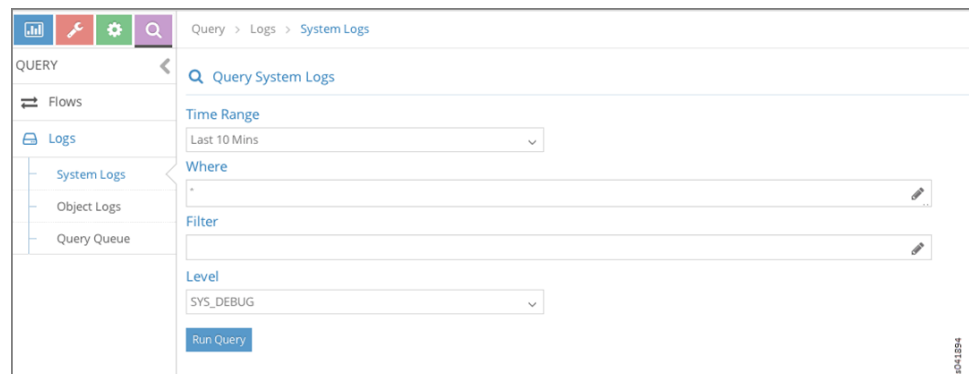 Query > Logs > System Logs
QUERY
Flows
Logs
System Logs
Object Logs
Query Queue
Query System Logs
Time Range
Last 10 Mins
Where
Filter
Level
SYS_DEBUG
Run Query
s041894